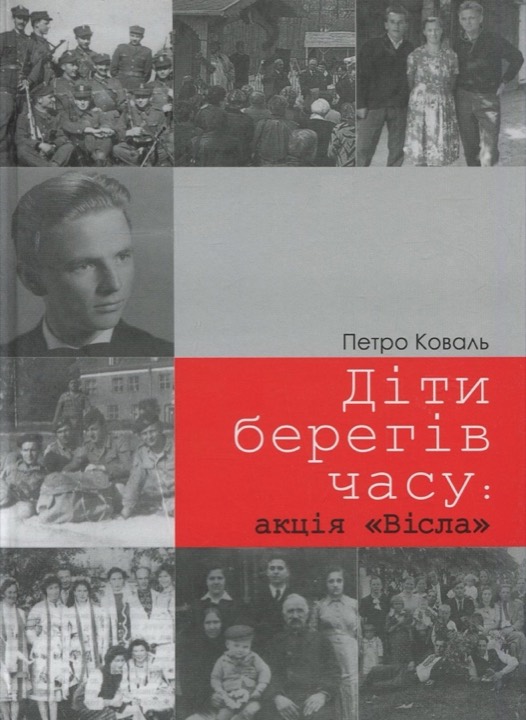 Петро Коваль
Діти
берегів
часу:
акція «Вісла»